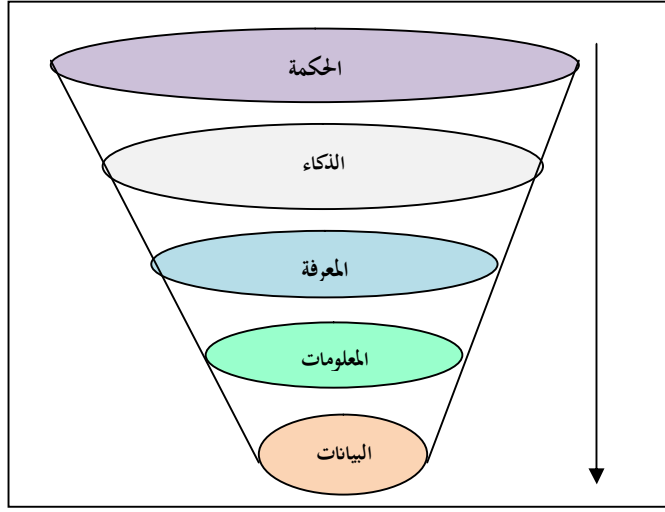 الحكمة
الذكاء
المعرفة
المعلومات
البيانات